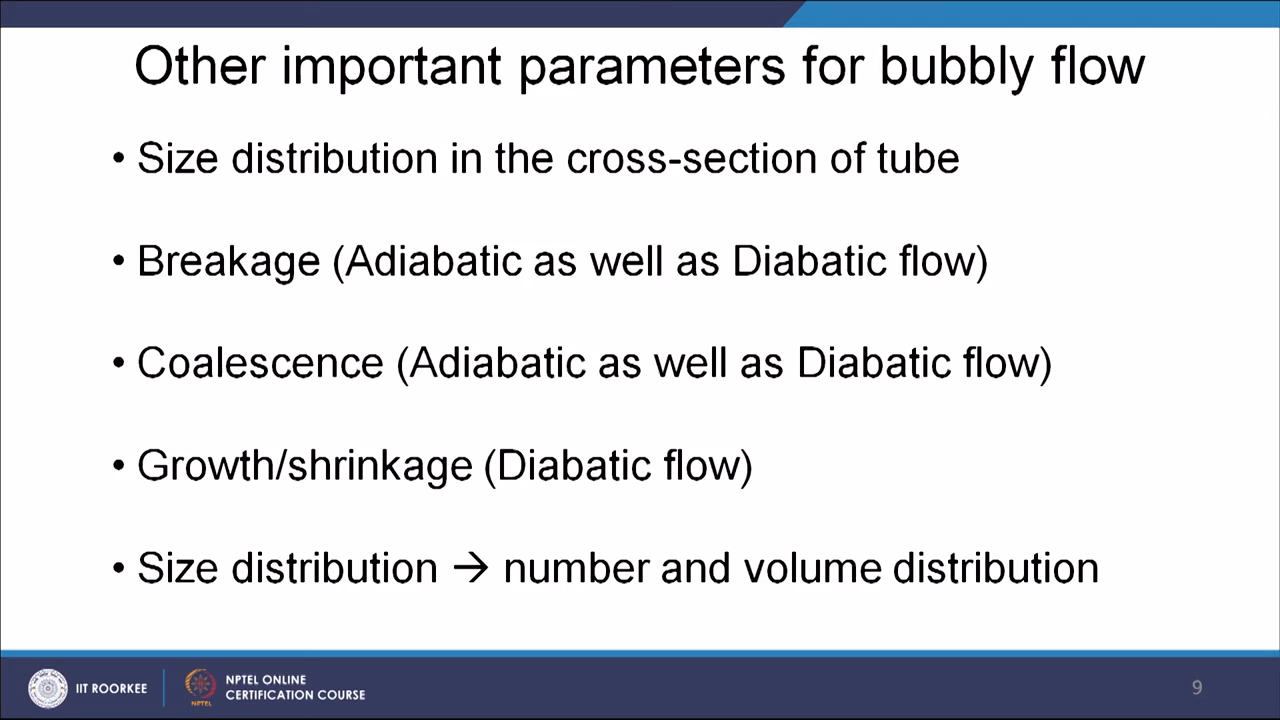 Other important parameters for bubbly flow
• Size distribution in the cross-section of tube
• Breakage (Adiabatic as well as Diabatic flow)
• Coalescence (Adiabatic as well as Diabatic flow)
• Growth/shrinkage (Diabatic flow)
• Size distribution → number and volume distribution
IIT ROORKEE
NPTEL
NPTEL ONLINE
CERTIFICATION COURSE
9